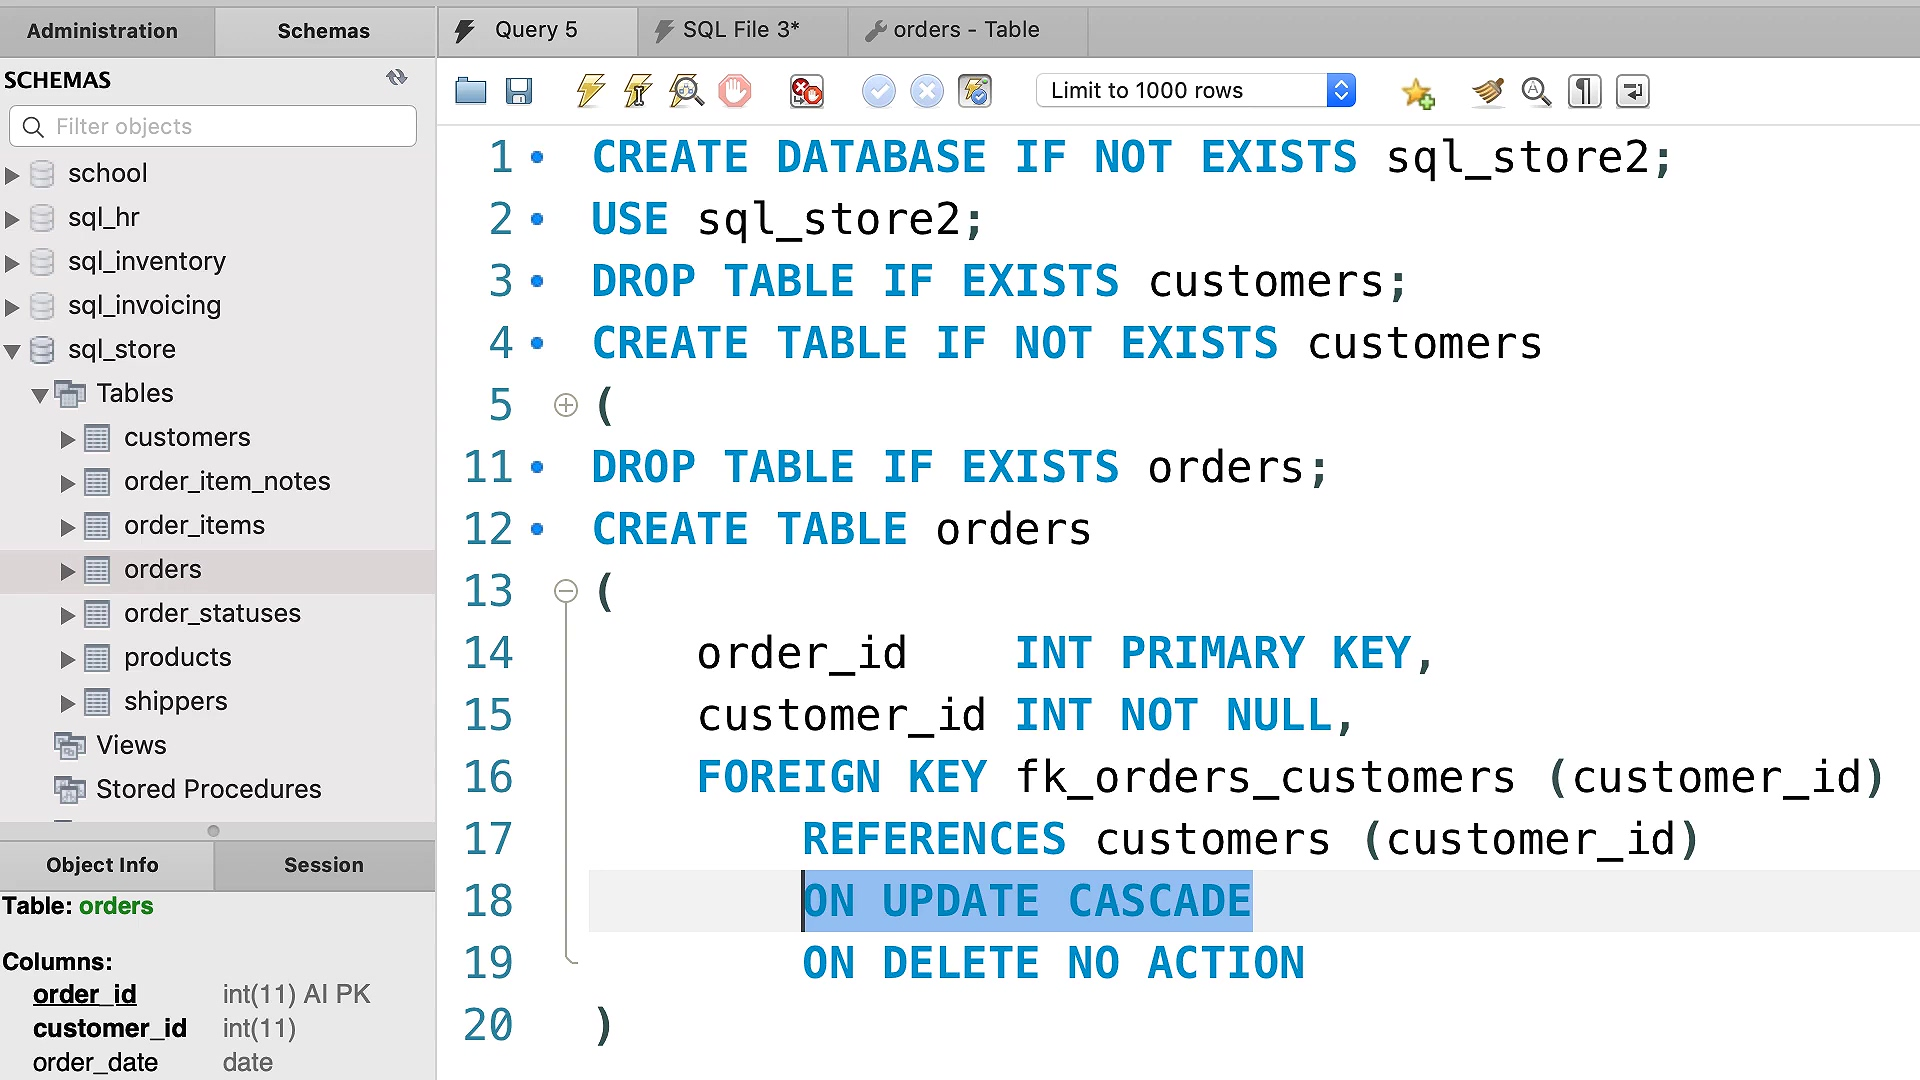 Administration
Schemas
Query 5
SQL File 3*
orders - Table
SCHEMAS
Filter objects
Limit to 1000 rows
school
sql_hr
sql_inventory
sql_invoicing
sql_store
Tables
customers
order_item_notes
order_items
orders
order_statuses
products
shippers
Views
Stored Procedures
Object Info
Session
Table: orders
Columns:
order_id int(11) AI PK
customer_id int(11)
order_date date
1 CREATE DATABASE IF NOT EXISTS sql_store2;
2 USE sql_store2;
3 DROP TABLE IF EXISTS customers;
4 CREATE TABLE IF NOT EXISTS customers
5 (
11 DROP TABLE IF EXISTS orders;
12 CREATE TABLE orders
13 (
14 order_id INT PRIMARY KEY,
15 customer_id INT NOT NULL,
16 FOREIGN KEY fk_orders_customers (customer_id)
17 REFERENCES customers (customer_id)
18 ON UPDATE CASCADE
19 ON DELETE NO ACTION
20 )